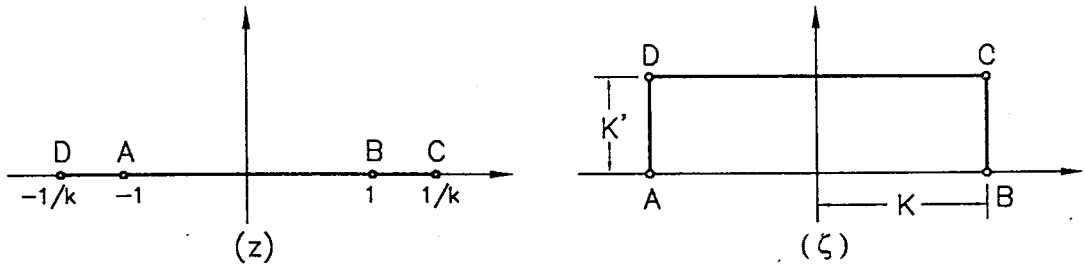 D A B C
-1/k -1 1 1/k
(z)
D C
K'
A K B
(ζ)